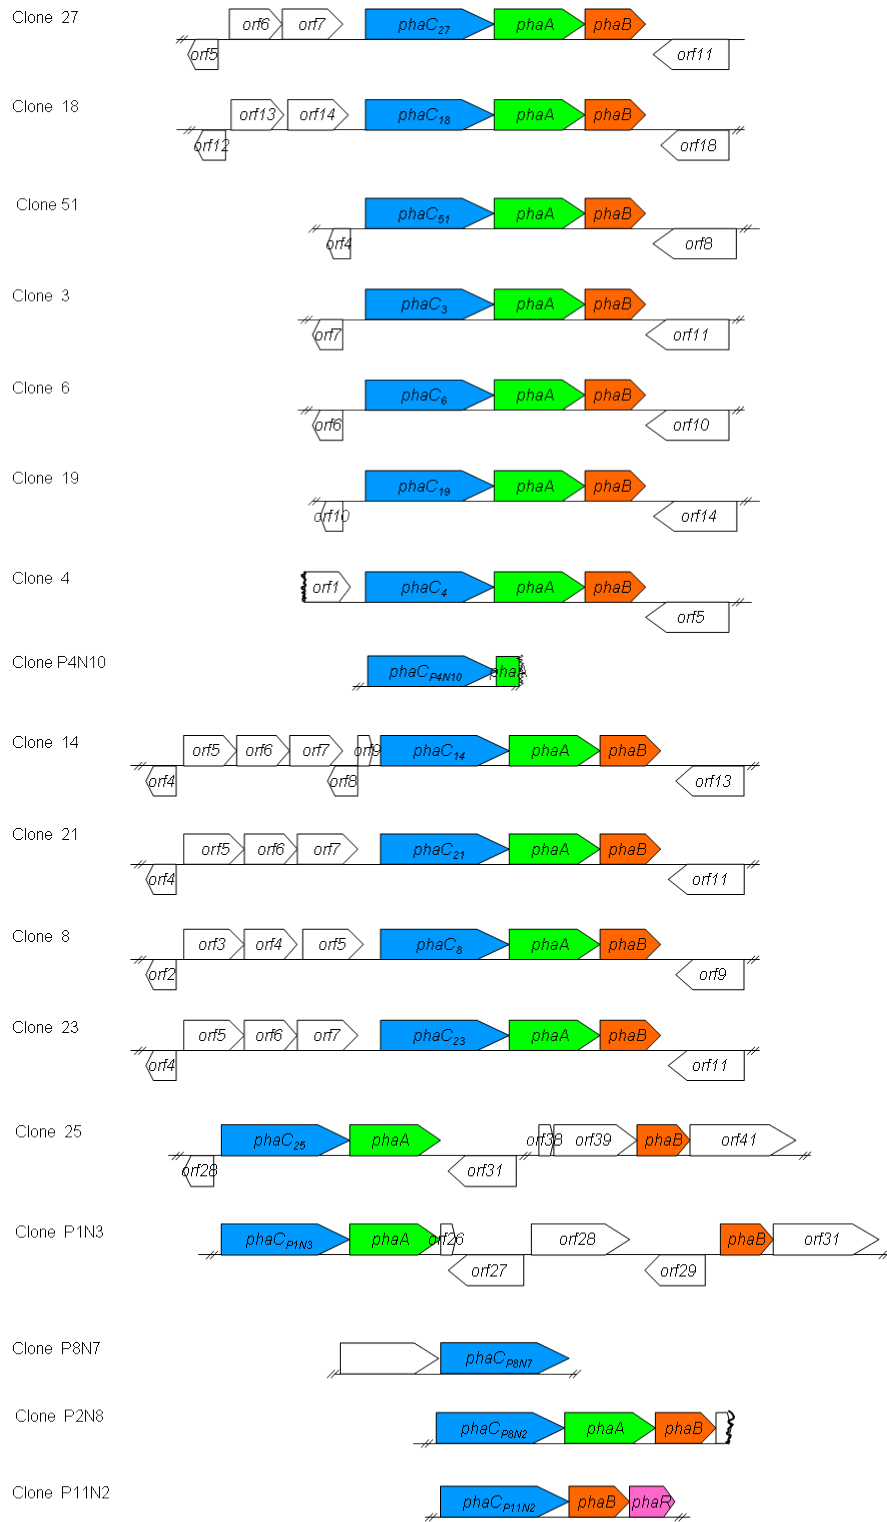 Clone 27
orf6 orf7 phaC27 phaA phaB
orf5 orf11
Clone 18
orf13 orf14 phaC18 phaA phaB
orf12 orf18
Clone 51
phaC51 phaA phaB
orf4 orf8
Clone 3
phaC3 phaA phaB
orf7 orf11
Clone 6
phaC6 phaA phaB
orf6 orf10
Clone 19
phaC19 phaA phaB
orf10 orf14
Clone 4
orf1 phaC4 phaA phaB
orf5
Clone P4N10
phaCP4N10 phaA
Clone 14
orf5 orf6 orf7 orf9 phaC14 phaA phaB
orf4 orf8 orf13
Clone 21
orf5 orf6 orf7 phaC21 phaA phaB
orf4 orf11
Clone 8
orf3 orf4 orf5 phaC8 phaA phaB
orf2 orf9
Clone 23
orf5 orf6 orf7 phaC23 phaA phaB
orf4 orf11
Clone 25
phaC25 phaA orf38 orf39 phaB orf41
orf28 orf31
Clone P1N3
phaCP1N3 phaA orf26 orf28 phaB orf31
orf27 orf29
Clone P8N7
phaCP8N7
Clone P2N8
phaCP8N2 phaA phaB
Clone P11N2
phaCP11N2 phaB phaR